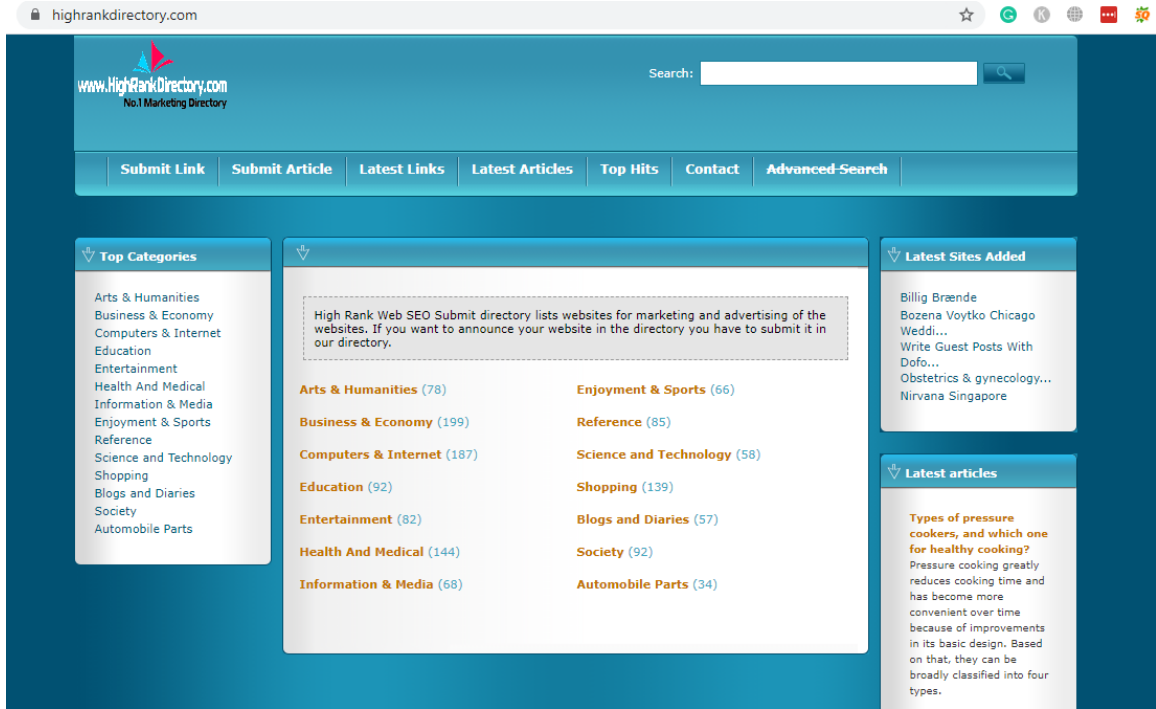 highrankdirectory.com
www.HighRankDirectory.com
No.1 Marketing Directory
Search:
Submit Link
Submit Article
Latest Links
Latest Articles
Top Hits
Contact
Advanced Search
Top Categories
Arts & Humanities
Business & Economy
Computers & Internet
Education
Entertainment
Health And Medical
Information & Media
Enjoyment & Sports
Reference
Science and Technology
Shopping
Blogs and Diaries
Society
Automobile Parts
High Rank Web SEO Submit directory lists websites for marketing and advertising of the
websites. If you want to announce your website in the directory you have to submit it in
our directory.
Arts & Humanities (78)
Enjoyment & Sports (66)
Business & Economy (199)
Reference (85)
Computers & Internet (187)
Science and Technology (58)
Education (92)
Shopping (139)
Entertainment (82)
Blogs and Diaries (57)
Health And Medical (144)
Society (92)
Information & Media (68)
Automobile Parts (34)
Latest Sites Added
Billig Brænde
Bozena Voytko Chicago
Weddi...
Write Guest Posts With
Dofo...
Obstetrics & gynecology...
Nirvana Singapore
Latest articles
Types of pressure
cookers, and which one
for healthy cooking?
Pressure cooking greatly
reduces cooking time and
has become more
convenient over time
because of improvements
in its basic design. Based
on that, they can be
broadly classified into four
types.